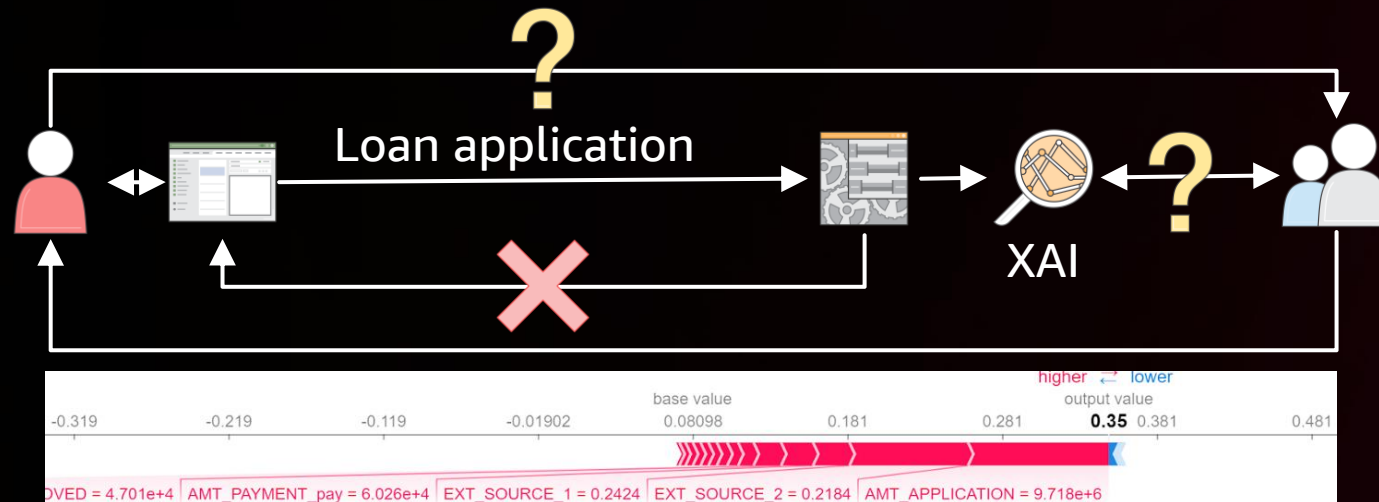 ?
Loan application
?
XAI
higher ⇄ lower
base value output value
-0.319 -0.219 -0.119 -0.01902 0.08098 0.181 0.281 0.35 0.381 0.481
OVED = 4.701e+4 AMT_PAYMENT_pay = 6.026e+4 EXT_SOURCE_1 = 0.2424 EXT_SOURCE_2 = 0.2184 AMT_APPLICATION = 9.718e+6